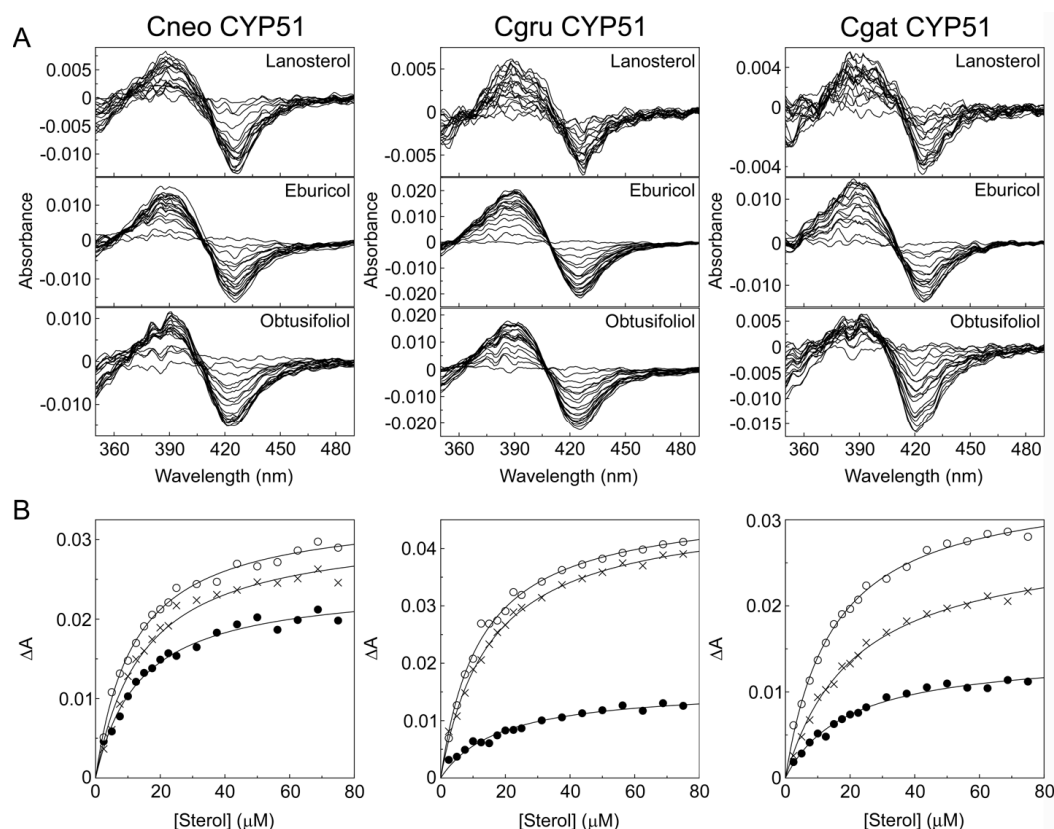 Cneo CYP51 Cgru CYP51 Cgat CYP51
A
Lanosterol
0.005
0
-0.005
-0.010
Eburicol
0.010
0
-0.010
Obtusifoliol
0.010
0
-0.010
Absorbance
360 390 420 450 480
Wavelength (nm)
Lanosterol
0.005
0
-0.005
Eburicol
0.020
0.010
0
-0.010
-0.020
Obtusifoliol
0.020
0.010
0
-0.010
-0.020
Absorbance
360 390 420 450 480
Wavelength (nm)
Lanosterol
0.004
0
-0.004
Eburicol
0.010
0
-0.010
Obtusifoliol
0.005
0
-0.005
-0.010
-0.015
Absorbance
360 390 420 450 480
Wavelength (nm)
B
0.03
0.02
0.01
0
ΔA
0 20 40 60 80
[Sterol] (μM)
0.04
0.03
0.02
0.01
0
ΔA
0 20 40 60 80
[Sterol] (μM)
0.03
0.02
0.01
0
ΔA
0 20 40 60 80
[Sterol] (μM)